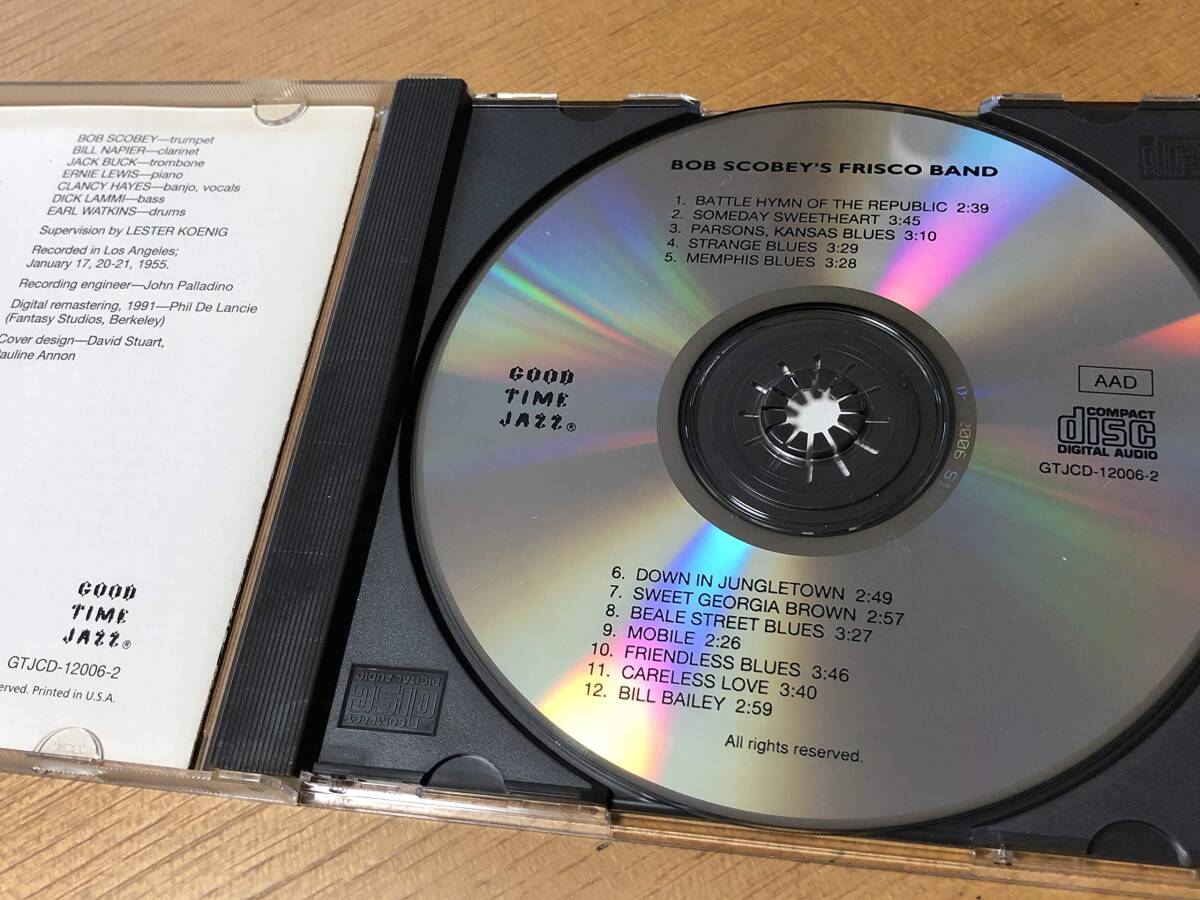 BOB SCOBEY—trumpet
BILL NAPIER—clarinet
JACK BUCK—trombone
ERNIE LEWIS—piano
CLANCY HAYES—banjo, vocals
DICK LAMMI—bass
EARL WATKINS—drums
Supervision by LESTER KOENIG
Recorded in Los Angeles;
January 17, 20-21, 1955.
Recording engineer—John Palladino
Digital remastering, 1991—Phil De Lancie
(Fantasy Studios, Berkeley)
Cover design—David Stuart,
Annon
GOOD
TIME
JAZZ®
GTJCD-12006-2
Printed in U.S.A.
COMPACT
disc
DIGITAL AUDIO
BOB SCOBEY'S FRISCO BAND
1. BATTLE HYMN OF THE REPUBLIC 2:39
2. SOMEDAY SWEETHEART 3:45
3. PARSONS, KANSAS BLUES 3:10
4. STRANGE BLUES 3:29
5. MEMPHIS BLUES 3:28
GOOD
TIME
JAZZ®
AAD
COMPACT
disc
DIGITAL AUDIO
GTJCD-12006-2
6. DOWN IN JUNGLETOWN 2:49
7. SWEET GEORGIA BROWN 2:57
8. BEALE STREET BLUES 3:27
9. MOBILE 2:26
10. FRIENDLESS BLUES 3:46
11. CARELESS LOVE 3:40
12. BILL BAILEY 2:59
All rights reserved.